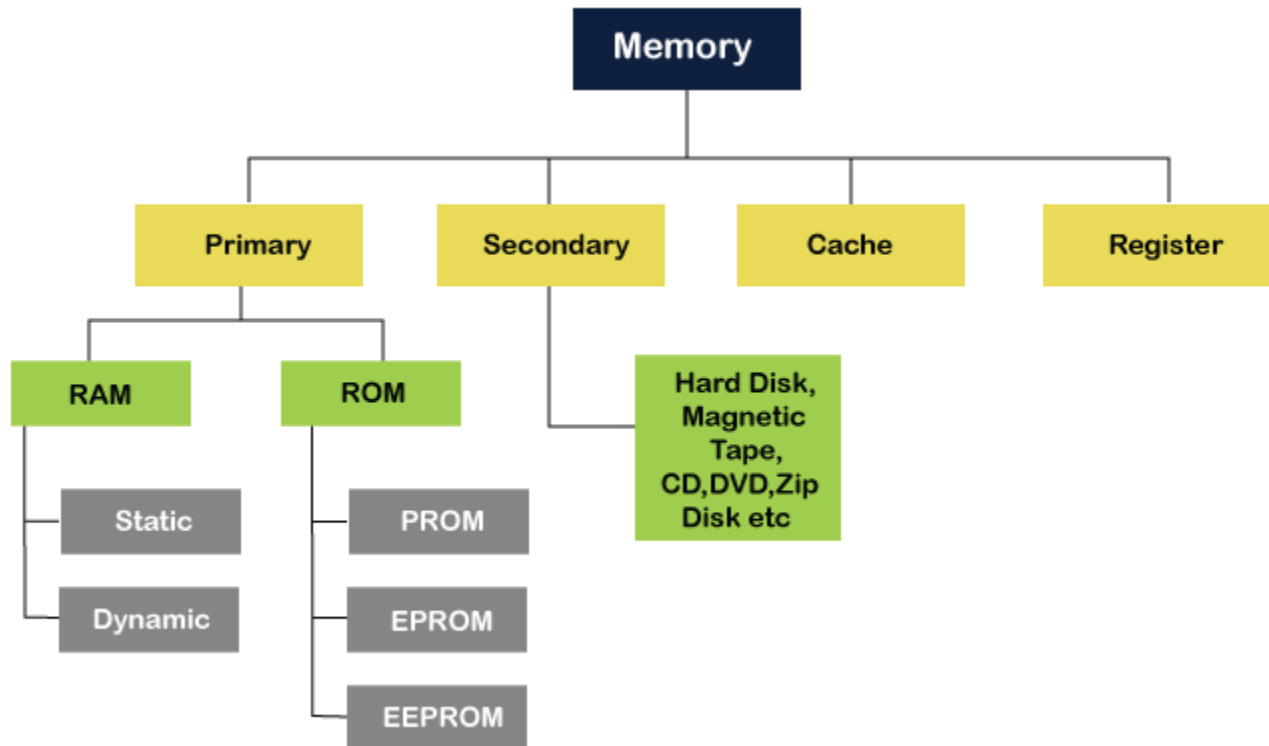 Memory
Primary
Secondary
Cache
Register
RAM
ROM
Hard Disk,
Magnetic
Tape,
CD,DVD,Zip
Disk etc
Static
PROM
Dynamic
EPROM
EEPROM